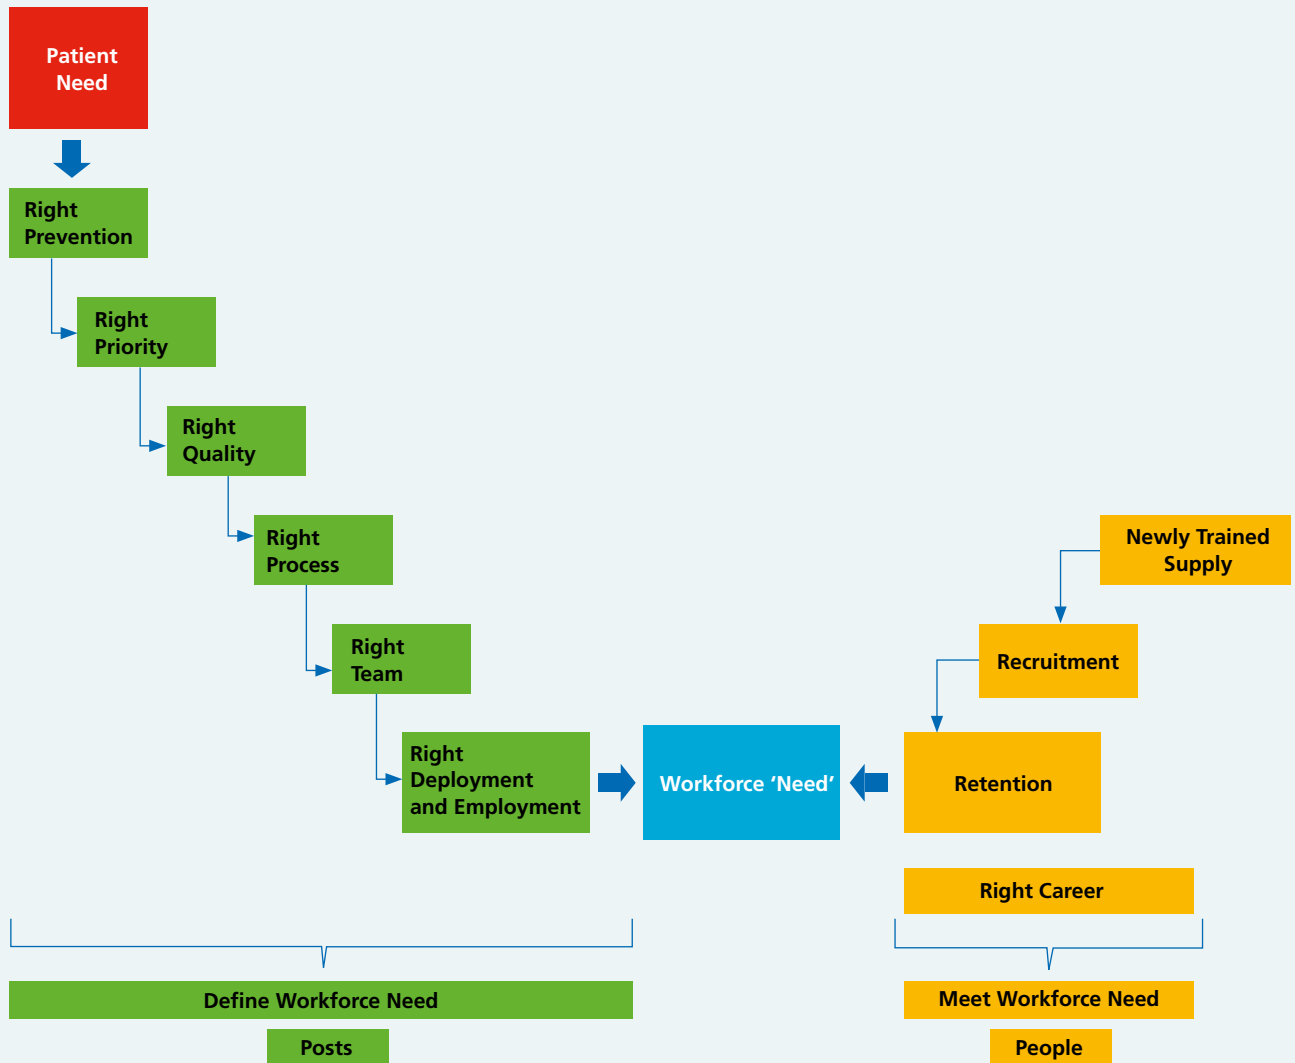 Patient
Need
Right
Prevention
Right
Priority
Right
Quality
Right
Process
Newly Trained
Supply
Right
Team
Recruitment
Right
Deployment
and Employment
Workforce ‘Need’
Retention
Right Career
Define Workforce Need
Meet Workforce Need
Posts
People